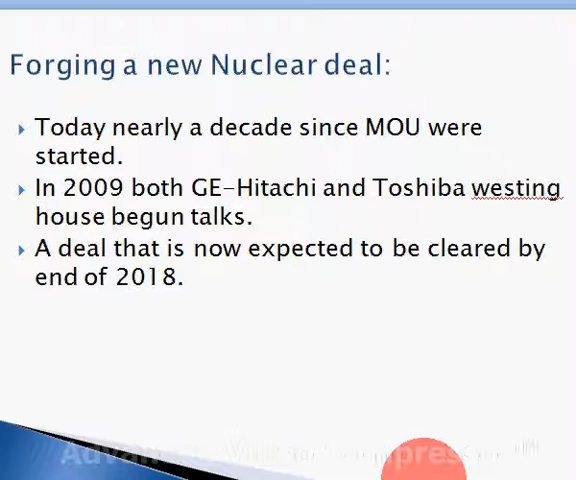 Forging a new Nuclear deal:
Today nearly a decade since MOU were
started.
In 2009 both GE-Hitachi and Toshiba westing
house begun talks.
A deal that is now expected to be cleared by
end of 2018.